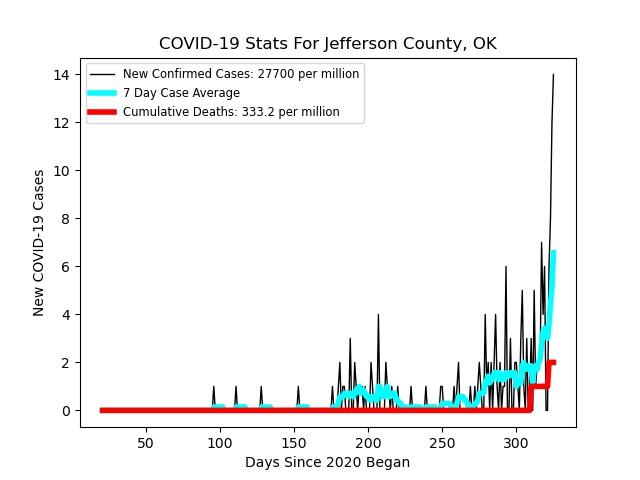 COVID-19 Stats For Jefferson County, OK
New Confirmed Cases: 27700 per million
7 Day Case Average
Cumulative Deaths: 333.2 per million
New COVID-19 Cases
14
12
10
8
6
4
2
0
50 100 150 200 250 300
Days Since 2020 Began